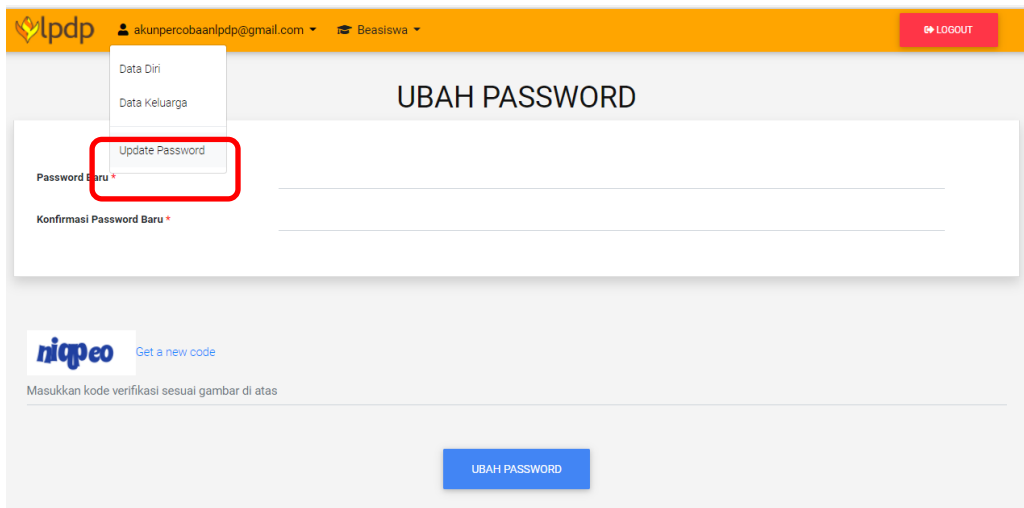 lpdp akunpercobaanlpdp@gmail.com Beasiswa LOGOUT
Data Diri
Data Keluarga
Update Password
UBAH PASSWORD
Password Baru *
Konfirmasi Password Baru *
Get a new code
Masukkan kode verifikasi sesuai gambar di atas
UBAH PASSWORD